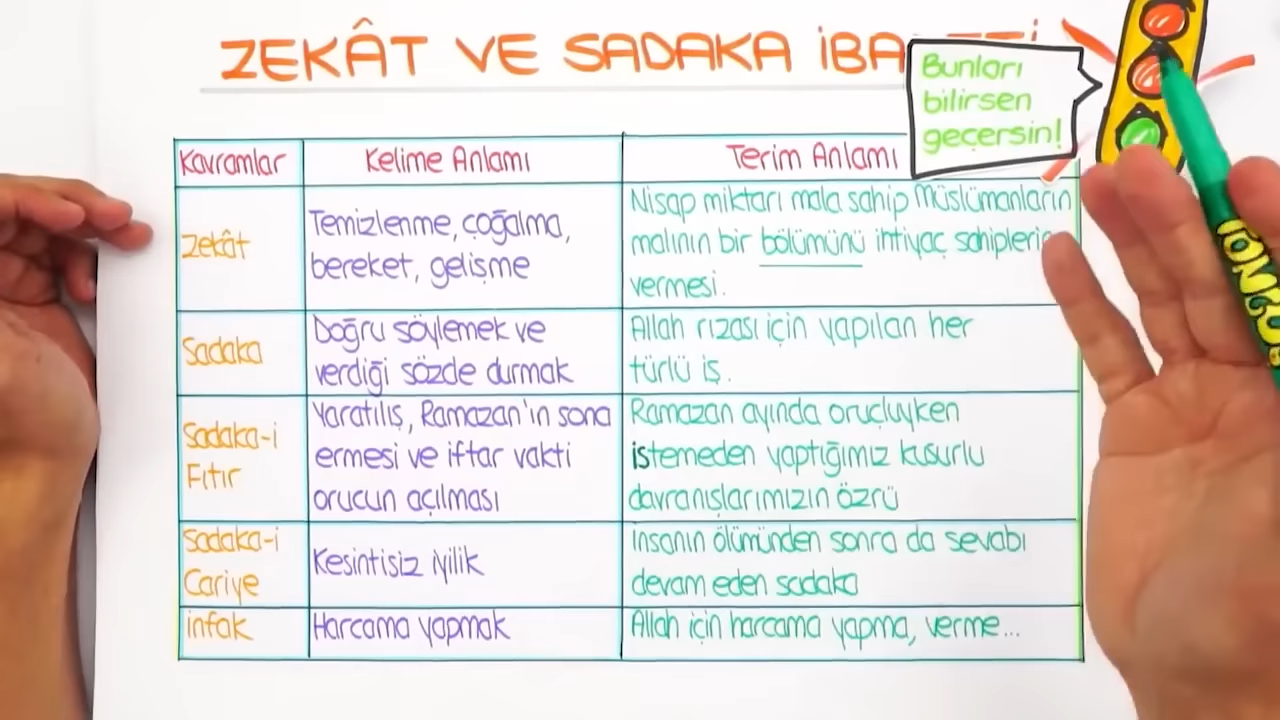 ZEKÂT VE SADAKA
Bunları
bilirsen
geçersin!
Kavramlar
Kelime Anlamı
Terim Anlamı
Zekât
Temizlenme, çoğalma,
bereket, gelişme
Nisap miktarı mala sahip müslümanların
malının bir bölümünü ihtiyaç
vermesi.
Sadaka
Doğru söylemek ve
verdiği sözde durmak
Allah rızası için yapılan her
türlü iş.
Sadaka-i
Fıtır
Yaratılış, Ramazan'ın sona
ermesi ve iftar vakti
orucun açılması
Ramazan ayında oruçluyken
istemeden yaptığımız kusurlu
davranışlarımızın özrü
Sadaka-i
Cariye
Kesintisiz iyilik
İnsanın ölümünden sonra da sevabı
devam eden sadaka
infak
Harcama yapmak
Allah için harcama yapma, verme...